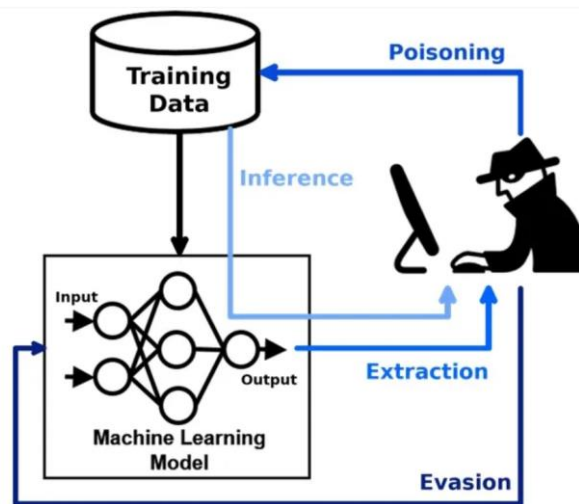 Poisoning
Training
Data
Inference
Input
Output
Extraction
Machine Learning
Model
Evasion